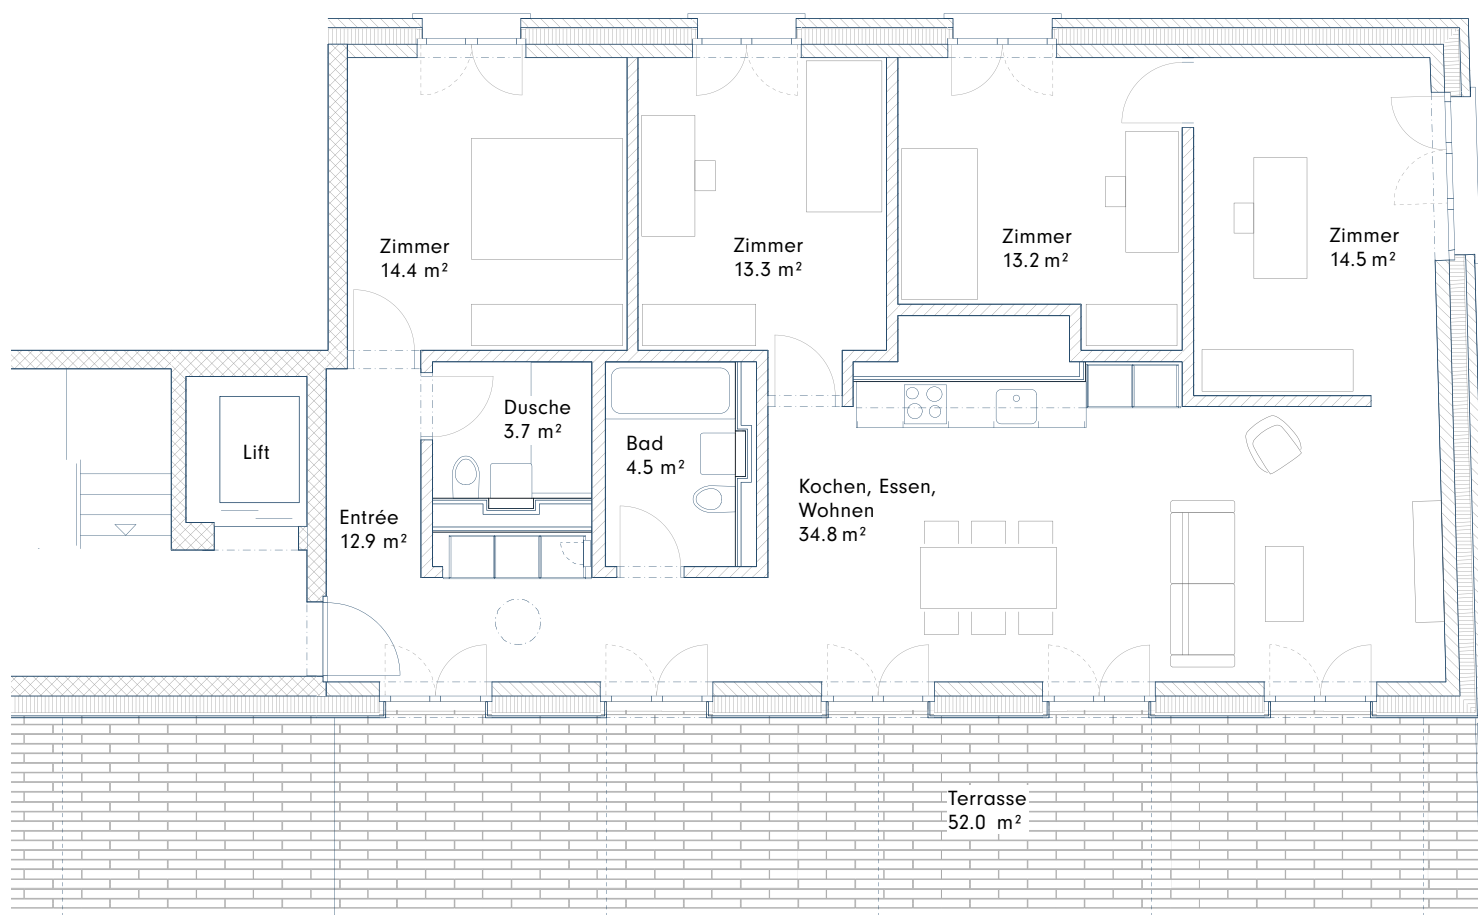 Zimmer
14.4 m²
Zimmer
13.3 m²
Zimmer
13.2 m²
Zimmer
14.5 m²
Lift
Dusche
3.7 m²
Bad
4.5 m²
Entrée
12.9 m²
Kochen, Essen,
Wohnen
34.8 m²
Terrasse
52.0 m²